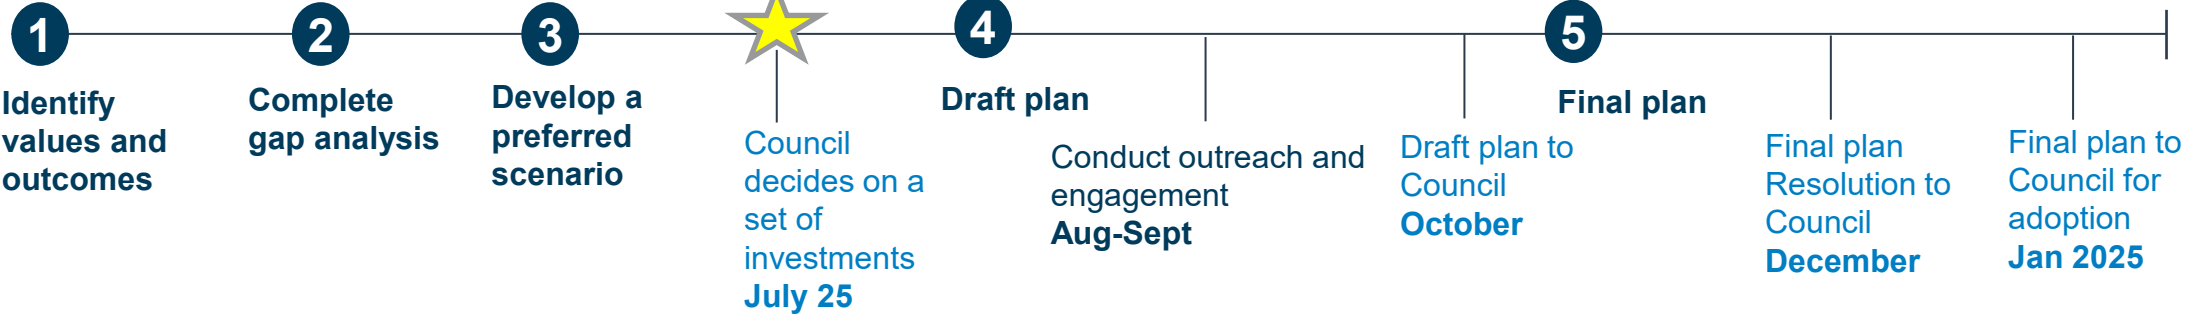 1
Identify
values and
outcomes
2
Complete
gap analysis
3
Develop a
preferred
scenario
Council
decides on a
set of
investments
July 25
4
Draft plan
Conduct outreach and
engagement
Aug-Sept
Draft plan to
Council
October
5
Final plan
Final plan
Resolution to
Council
December
Final plan to
Council for
adoption
Jan 2025